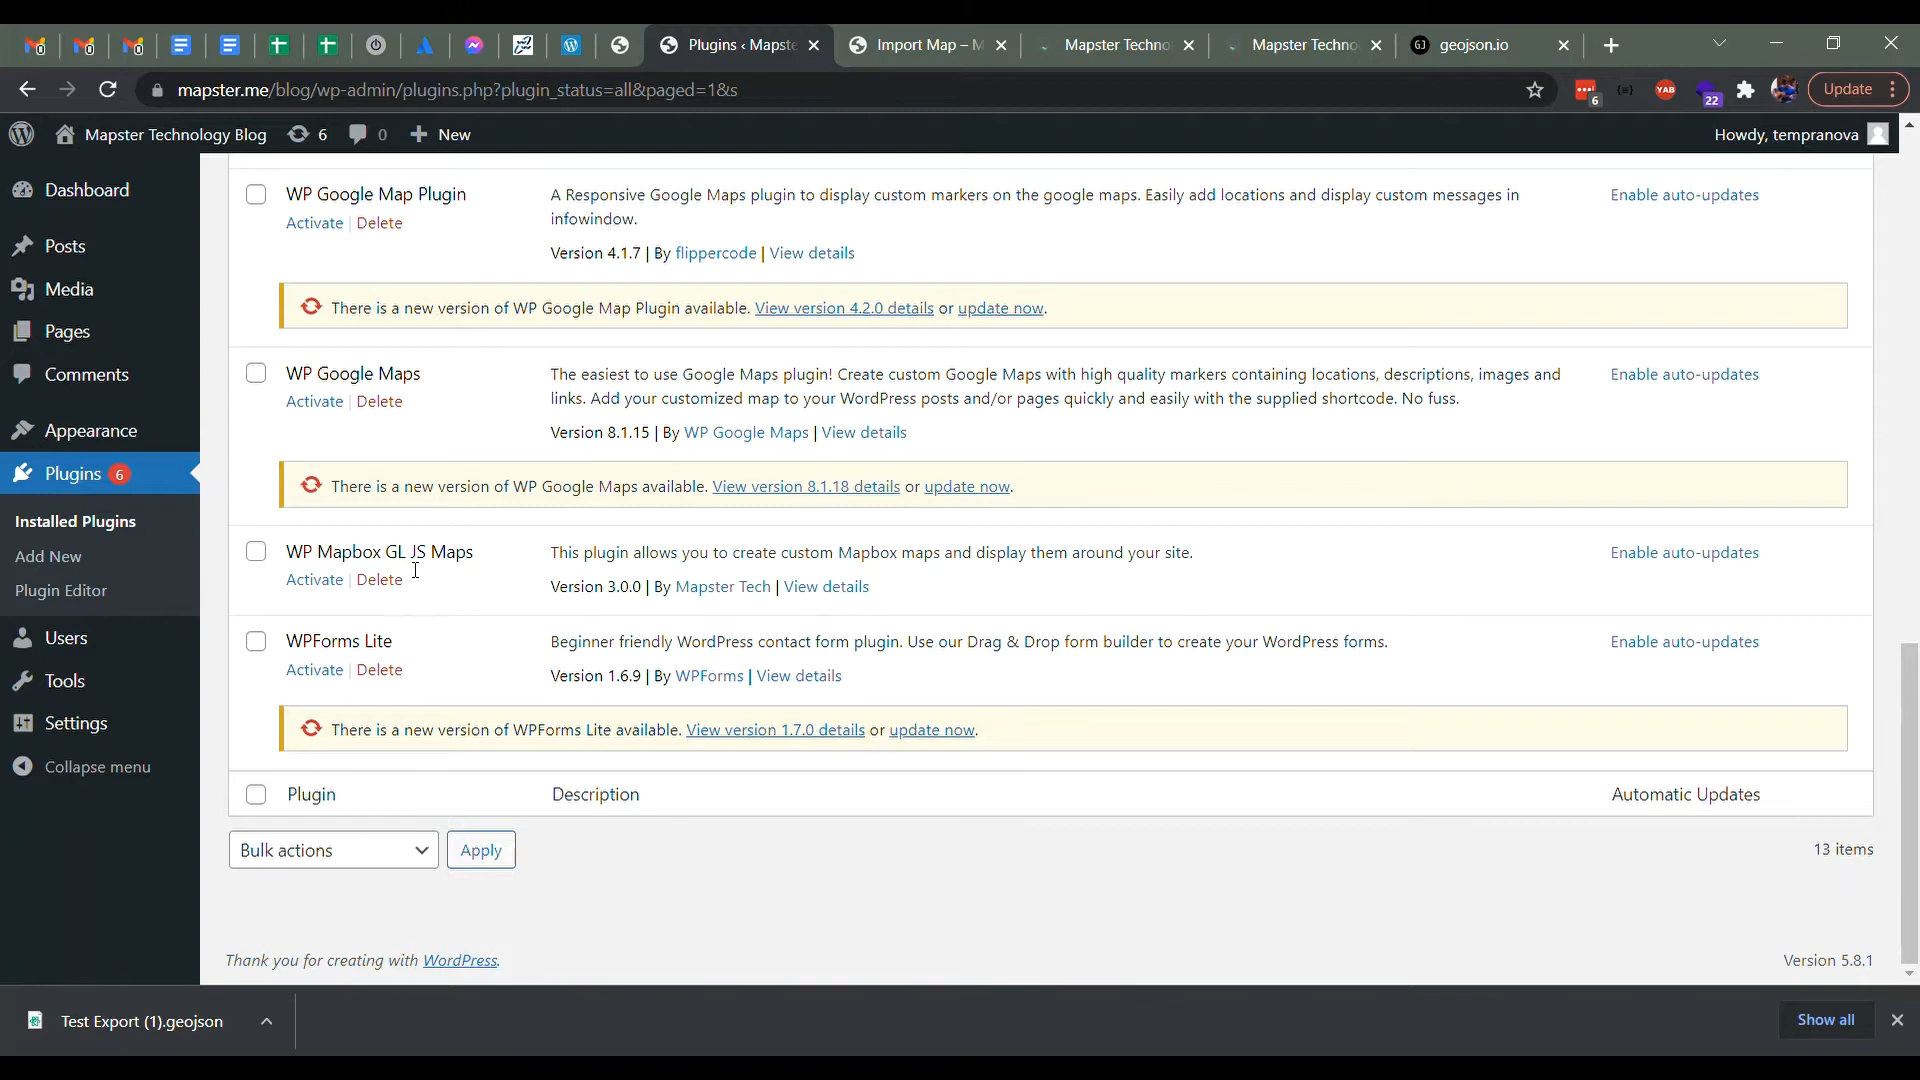 Plugins ‹ Mapste
Import Map – M
Mapster Techno
Mapster Techno
geojson.io
mapster.me/blog/wp-admin/plugins.php?plugin_status=all&paged=1&s
6
YAB
22
Update
Mapster Technology Blog
6
0
New
Howdy, tempranova
Dashboard
Posts
Media
Pages
Comments
Appearance
Plugins 6
Installed Plugins
Add New
Plugin Editor
Users
Tools
Settings
Collapse menu
WP Google Map Plugin
Activate | Delete
A Responsive Google Maps plugin to display custom markers on the google maps. Easily add locations and display custom messages in
infowindow.
Version 4.1.7 | By flippercode | View details
Enable auto-updates
There is a new version of WP Google Map Plugin available. View version 4.2.0 details or update now.
WP Google Maps
Activate | Delete
The easiest to use Google Maps plugin! Create custom Google Maps with high quality markers containing locations, descriptions, images and
links. Add your customized map to your WordPress posts and/or pages quickly and easily with the supplied shortcode. No fuss.
Version 8.1.15 | By WP Google Maps | View details
Enable auto-updates
There is a new version of WP Google Maps available. View version 8.1.18 details or update now.
WP Mapbox GL JS Maps
Activate | Delete
This plugin allows you to create custom Mapbox maps and display them around your site.
Version 3.0.0 | By Mapster Tech | View details
Enable auto-updates
WPForms Lite
Activate | Delete
Beginner friendly WordPress contact form plugin. Use our Drag & Drop form builder to create your WordPress forms.
Version 1.6.9 | By WPForms | View details
Enable auto-updates
There is a new version of WPForms Lite available. View version 1.7.0 details or update now.
Plugin
Description
Automatic Updates
Bulk actions
Apply
13 items
Thank you for creating with WordPress.
Version 5.8.1
Test Export (1).geojson
Show all